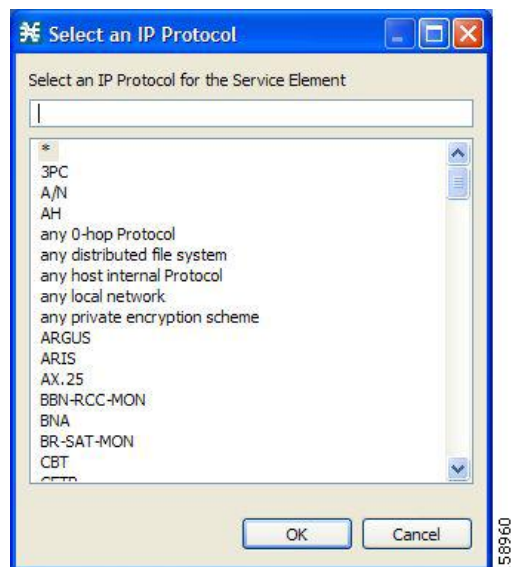 Select an IP Protocol
Select an IP Protocol for the Service Element
*
3PC
A/N
AH
any 0-hop Protocol
any distributed file system
any host internal Protocol
any local network
any private encryption scheme
ARGUS
ARIS
AX.25
BBN-RCC-MON
BNA
BR-SAT-MON
CBT
OK Cancel
58960